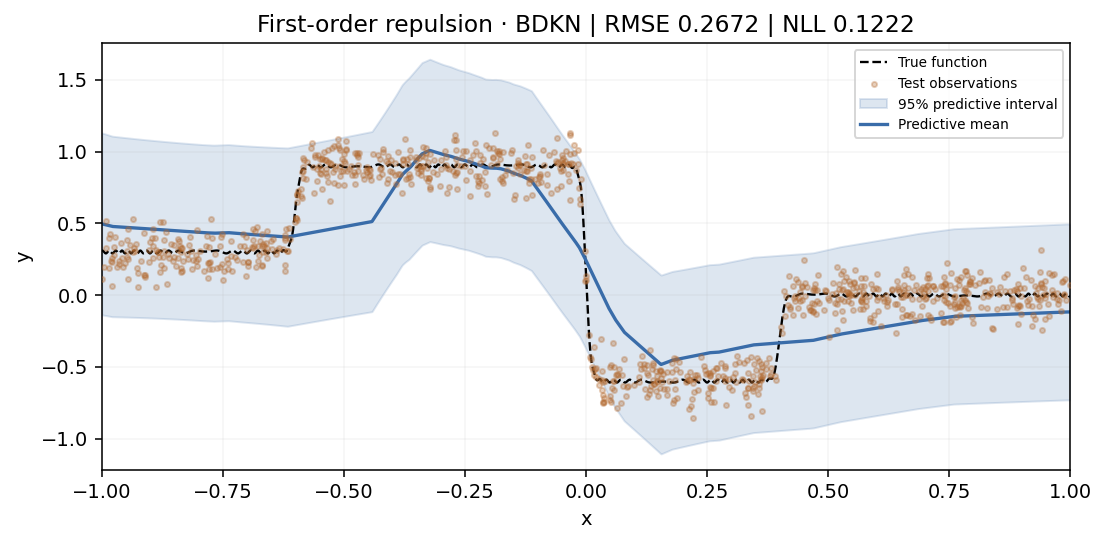 First-order repulsion · BDKN | RMSE 0.2672 | NLL 0.1222
True function
Test observations
95% predictive interval
Predictive mean
y
1.5
1.0
0.5
0.0
−0.5
−1.0
−1.00 −0.75 −0.50 −0.25 0.00 0.25 0.50 0.75 1.00
x